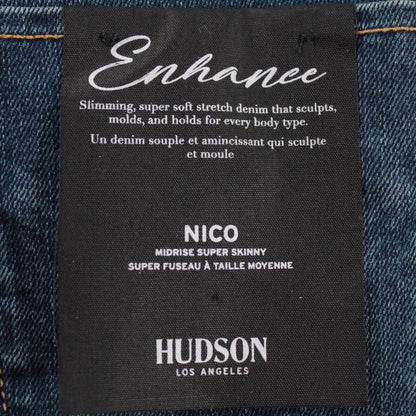 Enhance
Slimming, super soft stretch denim that sculpts,
molds, and holds for every body type.
Un denim souple et amincissant qui sculpte
et moule
NICO
MIDRISE SUPER SKINNY
SUPER FUSEAU À TAILLE MOYENNE
HUDSON
LOS ANGELES